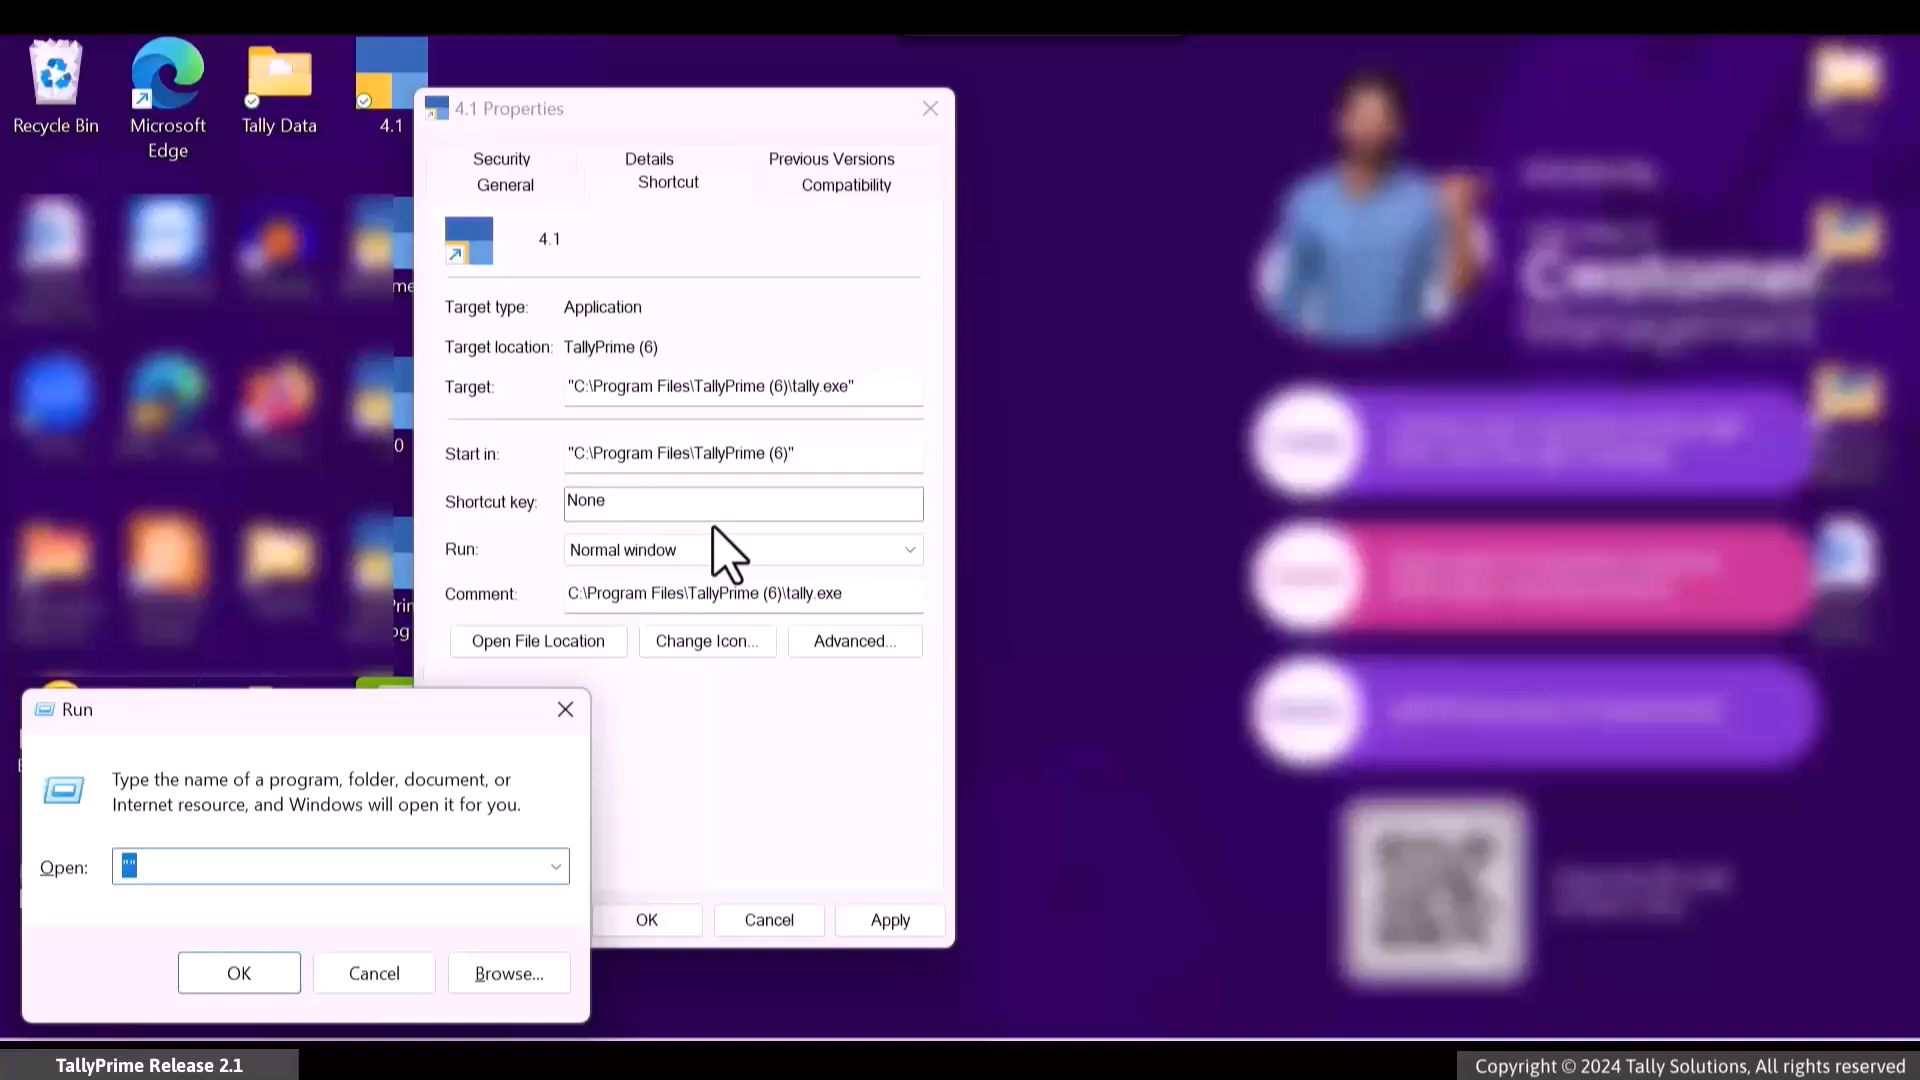 Recycle Bin
Microsoft
Edge
Tally Data
4.1
4.1 Properties
Security
Details
Previous Versions
General
Shortcut
Compatibility
4.1
Target type:
Application
Target location:
TallyPrime (6)
Target:
"C:\Program Files\TallyPrime (6)\tally.exe"
Start in:
"C:\Program Files\TallyPrime (6)"
Shortcut key:
None
Run:
Normal window
Comment:
C:\Program Files\TallyPrime (6)\tally.exe
Open File Location
Change Icon...
Advanced...
OK
Cancel
Apply
me
0
Prin
og
Run
Type the name of a program, folder, document, or
Internet resource, and Windows will open it for you.
Open:
""
OK
Cancel
Browse...
Customer
TallyPrime Release 2.1
Copyright © 2024 Tally Solutions, All rights reserved